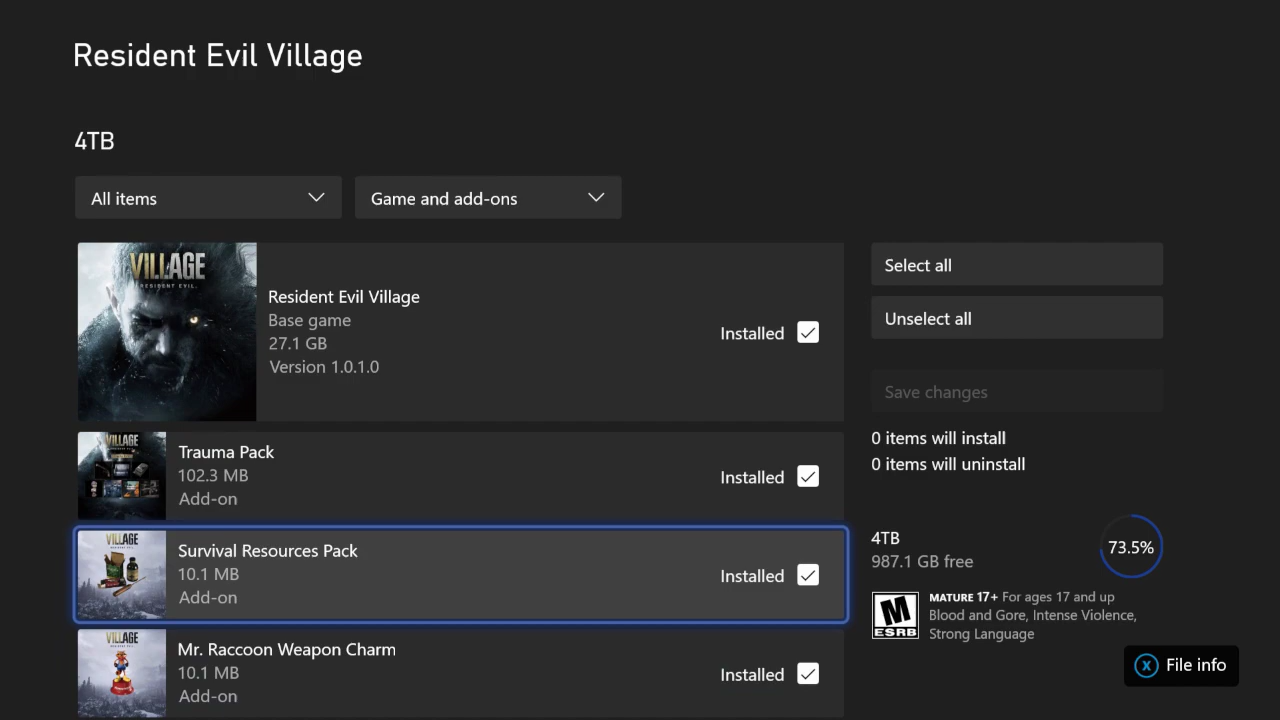 Resident Evil Village
4TB
All items
Game and add-ons
VILLAGE
RESIDENT EVIL.
Resident Evil Village
Base game
27.1 GB
Version 1.0.1.0
Installed
VILLAGE
Trauma Pack
102.3 MB
Add-on
Installed
VILLAGE
Survival Resources Pack
10.1 MB
Add-on
Installed
VILLAGE
Mr. Raccoon Weapon Charm
10.1 MB
Add-on
Installed
Select all
Unselect all
Save changes
0 items will install
0 items will uninstall
4TB
987.1 GB free
73.5%
M
ESRB
MATURE 17+ For ages 17 and up
Blood and Gore, Intense Violence,
Strong Language
X File info